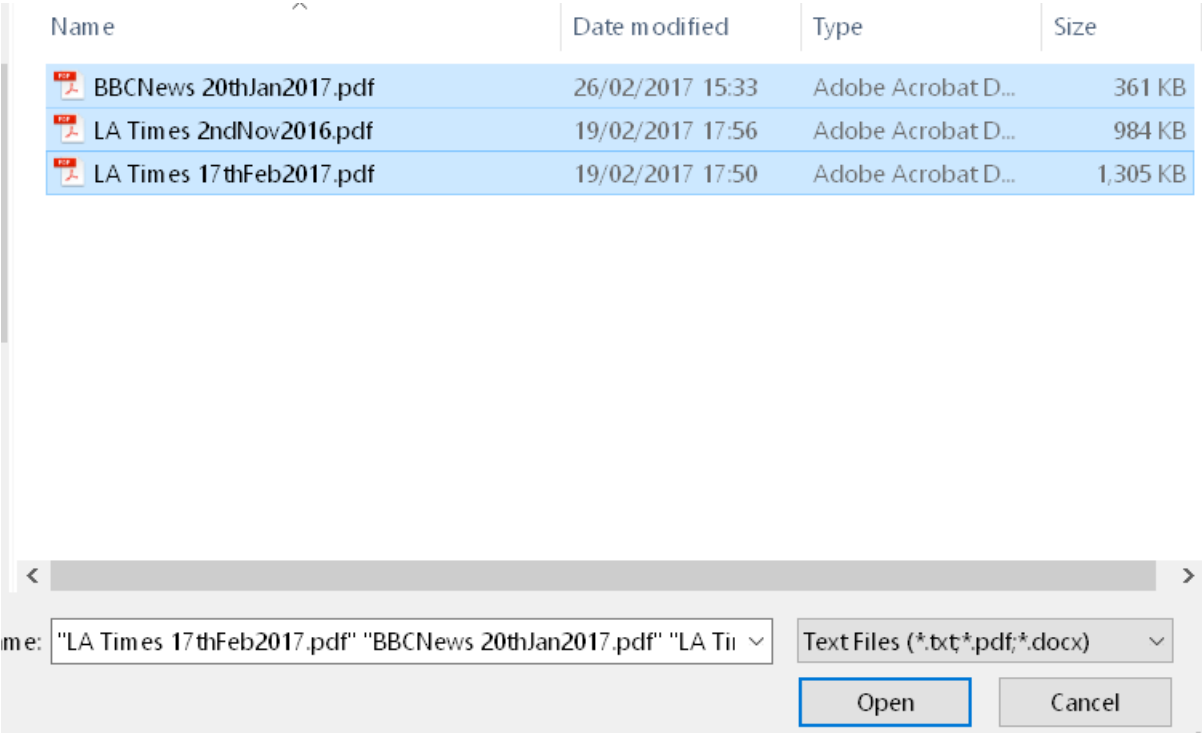 Name Date modified Type Size
BBCNews 20thJan2017.pdf 26/02/2017 15:33 Adobe Acrobat D... 361 KB
LA Times 2ndNov2016.pdf 19/02/2017 17:56 Adobe Acrobat D... 984 KB
LA Times 17thFeb2017.pdf 19/02/2017 17:50 Adobe Acrobat D... 1,305 KB
ame: "LA Times 17thFeb2017.pdf" "BBCNews 20thJan2017.pdf" "LA Tir Text Files (*.txt;*.pdf;*.docx)
Open Cancel